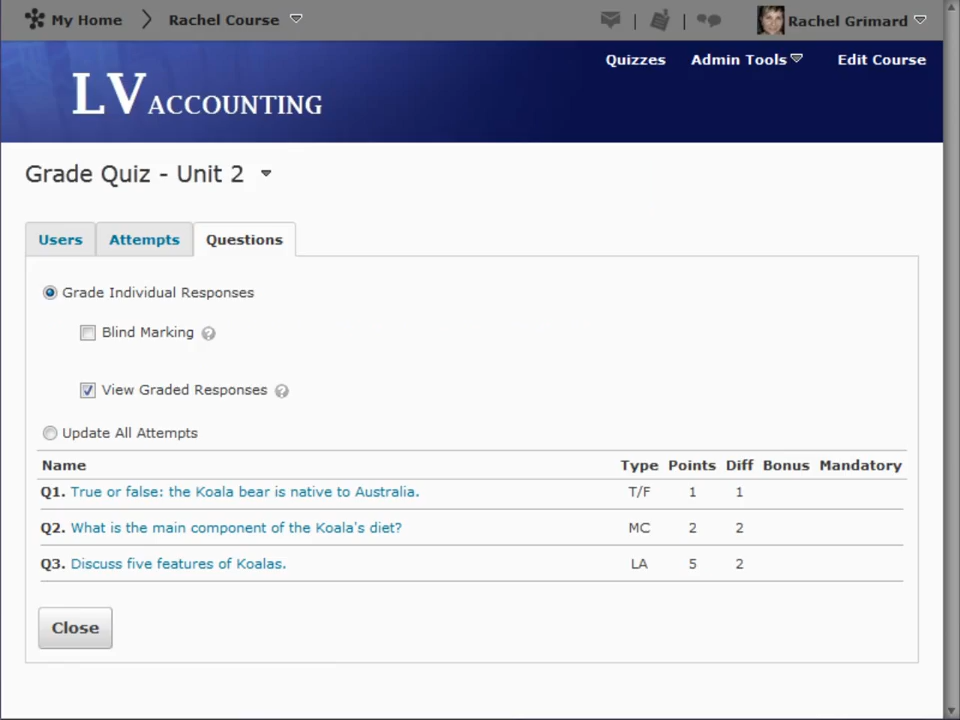 My Home Rachel Course Rachel Grimard
Quizzes Admin Tools Edit Course
LV ACCOUNTING
Grade Quiz - Unit 2
Users Attempts Questions
Grade Individual Responses
Blind Marking ?
View Graded Responses ?
Update All Attempts
Name Type Points Diff Bonus Mandatory
Q1. True or false: the Koala bear is native to Australia. T/F 1 1
Q2. What is the main component of the Koala's diet? MC 2 2
Q3. Discuss five features of Koalas. LA 5 2
Close